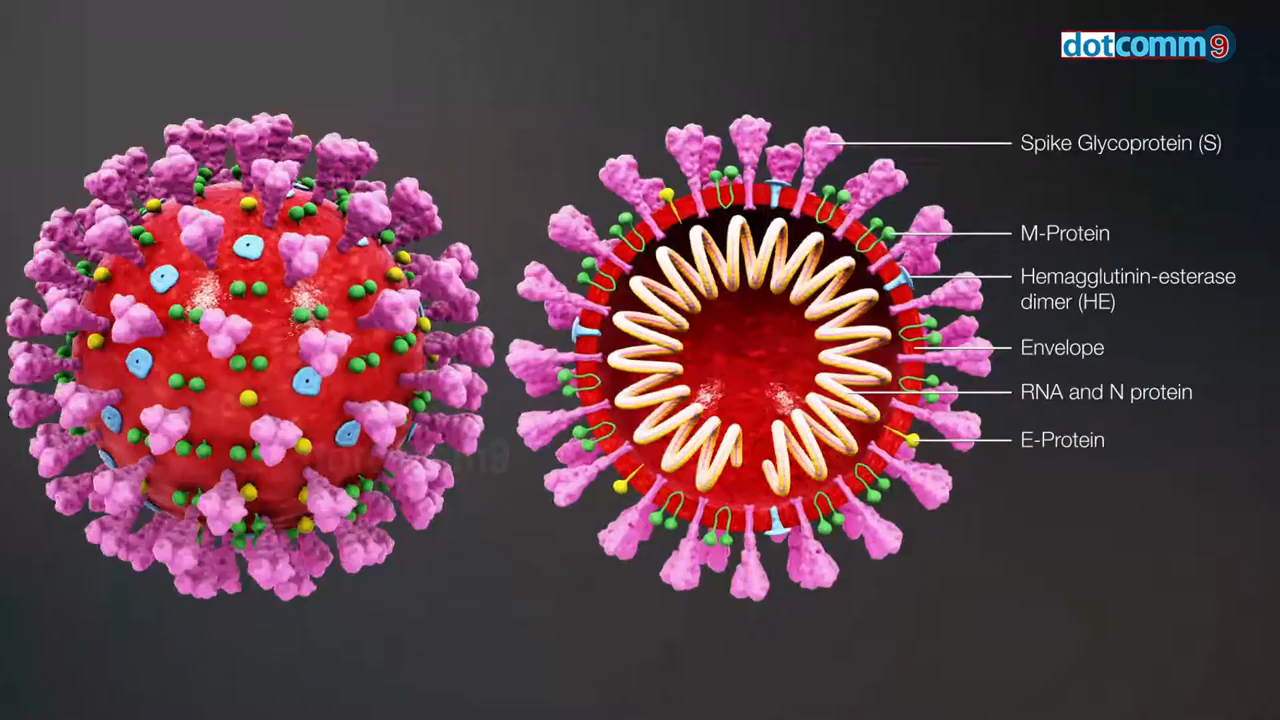 dotcomm9
Spike Glycoprotein (S)
M-Protein
Hemagglutinin-esterase
dimer (HE)
Envelope
RNA and N protein
E-Protein